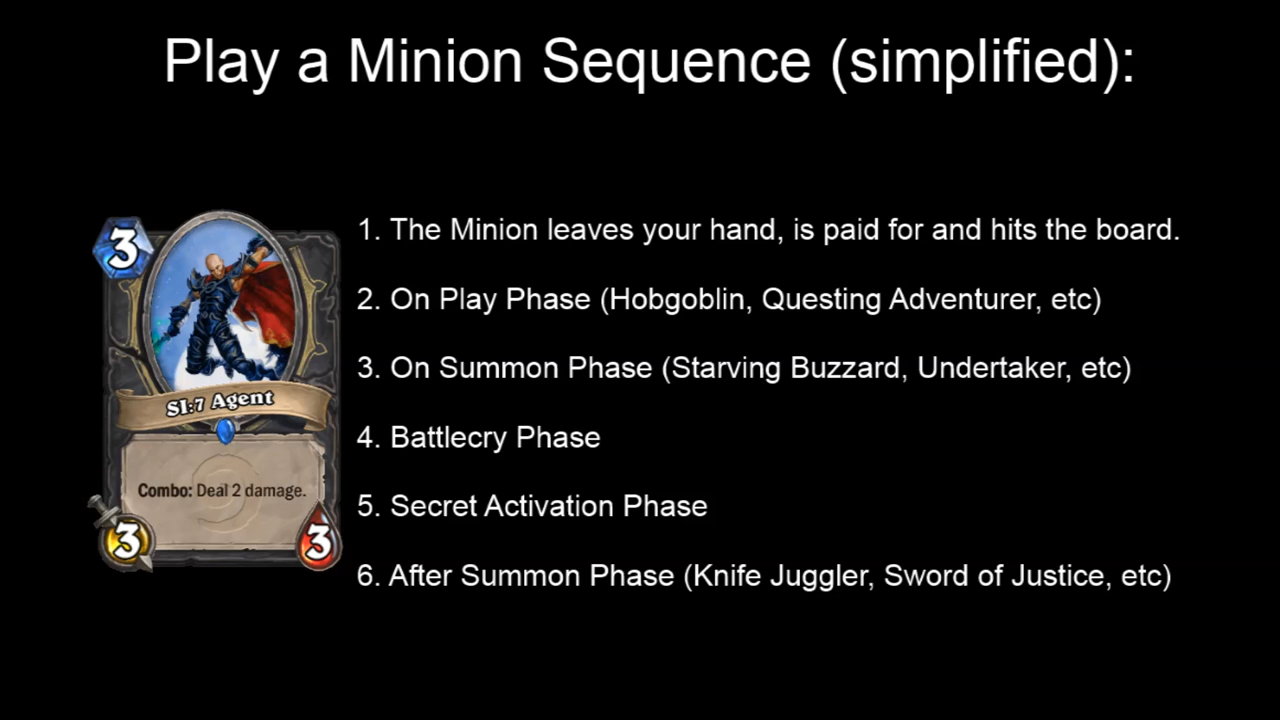 Play a Minion Sequence (simplified):
3
SI:7 Agent
Combo: Deal 2 damage.
3
3
1. The Minion leaves your hand, is paid for and hits the board.
2. On Play Phase (Hobgoblin, Questing Adventurer, etc)
3. On Summon Phase (Starving Buzzard, Undertaker, etc)
4. Battlecry Phase
5. Secret Activation Phase
6. After Summon Phase (Knife Juggler, Sword of Justice, etc)